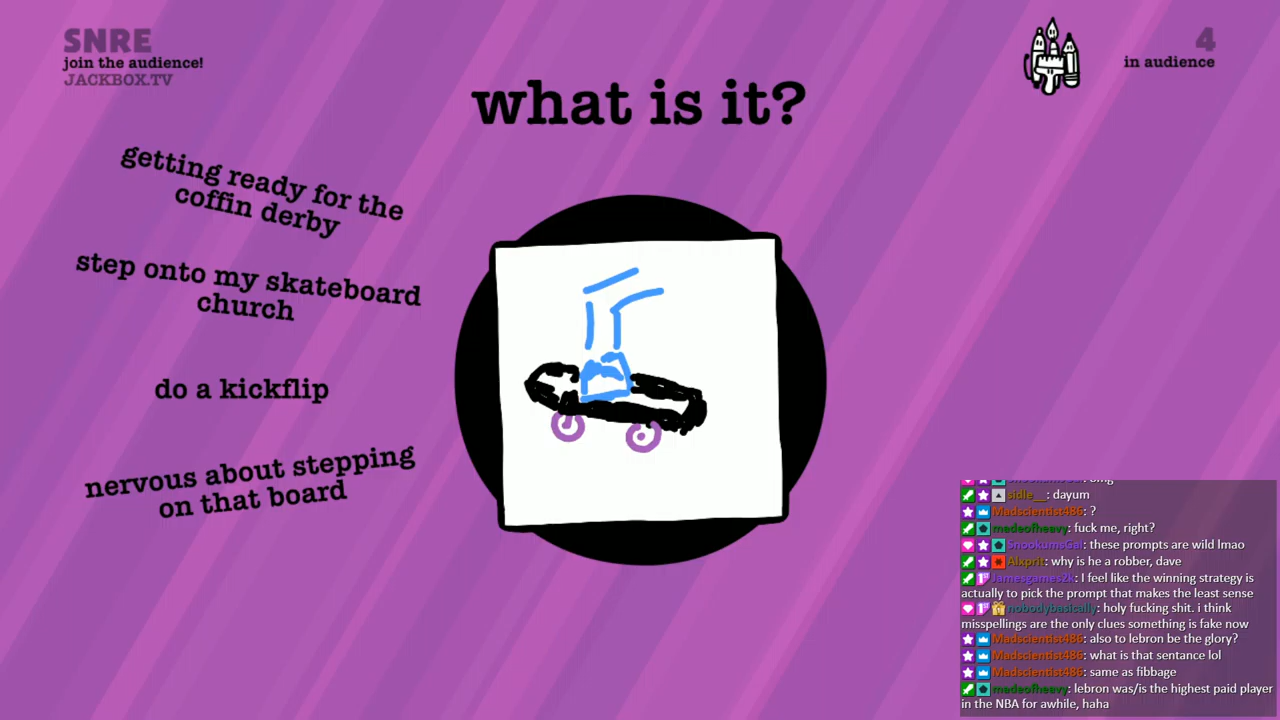 SNRE
join the audience!
JACKBOX.TV
4
in audience
what is it?
getting ready for the
coffin derby
step onto my skateboard
church
do a kickflip
nervous about stepping
on that board
sidle__: dayum
Madscientist486: ?
madeofheavy: fuck me, right?
SnookumsGal: these prompts are wild lmao
Alxprit: why is he a robber, dave
Jamesgames2k: I feel like the winning strategy is
actually to pick the prompt that makes the least sense
nobodybasically: holy fucking shit. i think
misspellings are the only clues something is fake now
Madscientist486: also to lebron be the glory?
Madscientist486: what is that sentance lol
Madscientist486: same as fibbage
madeofheavy: lebron was/is the highest paid player
in the NBA for awhile, haha